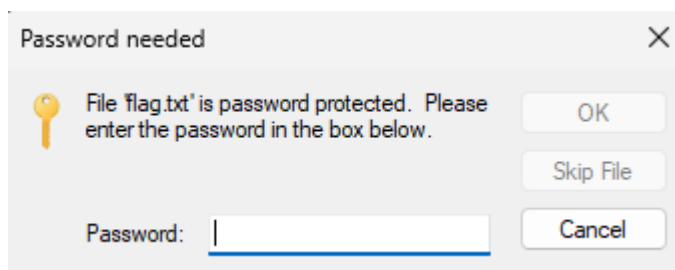 Password needed
File 'flag.txt' is password protected.  Please
enter the password in the box below.
OK
Skip File
Password:
Cancel